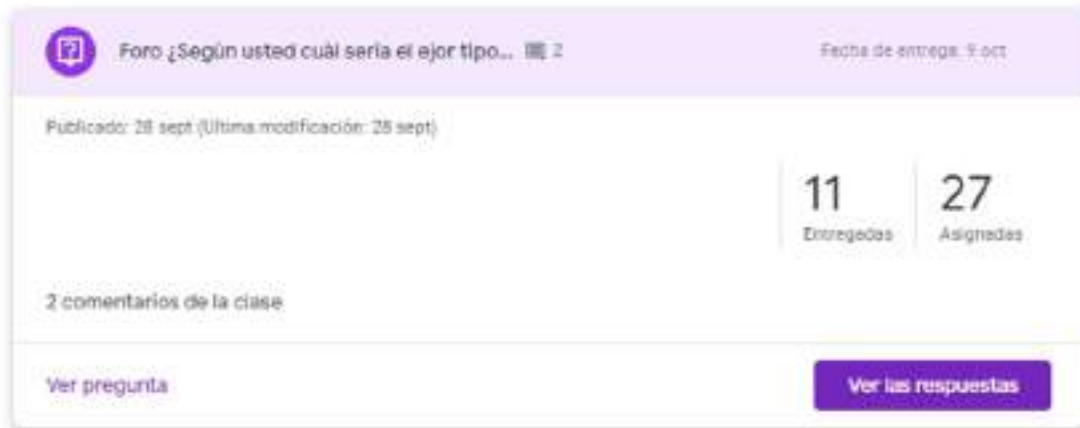 Foro ¿Según usted cuál sería el ejor tipo... 2
Fecha de entrega: 9 oct
Publicado: 28 sept (Última modificación: 28 sept)
11 27
Entregadas Asignadas
2 comentarios de la clase
Ver pregunta
Ver las respuestas